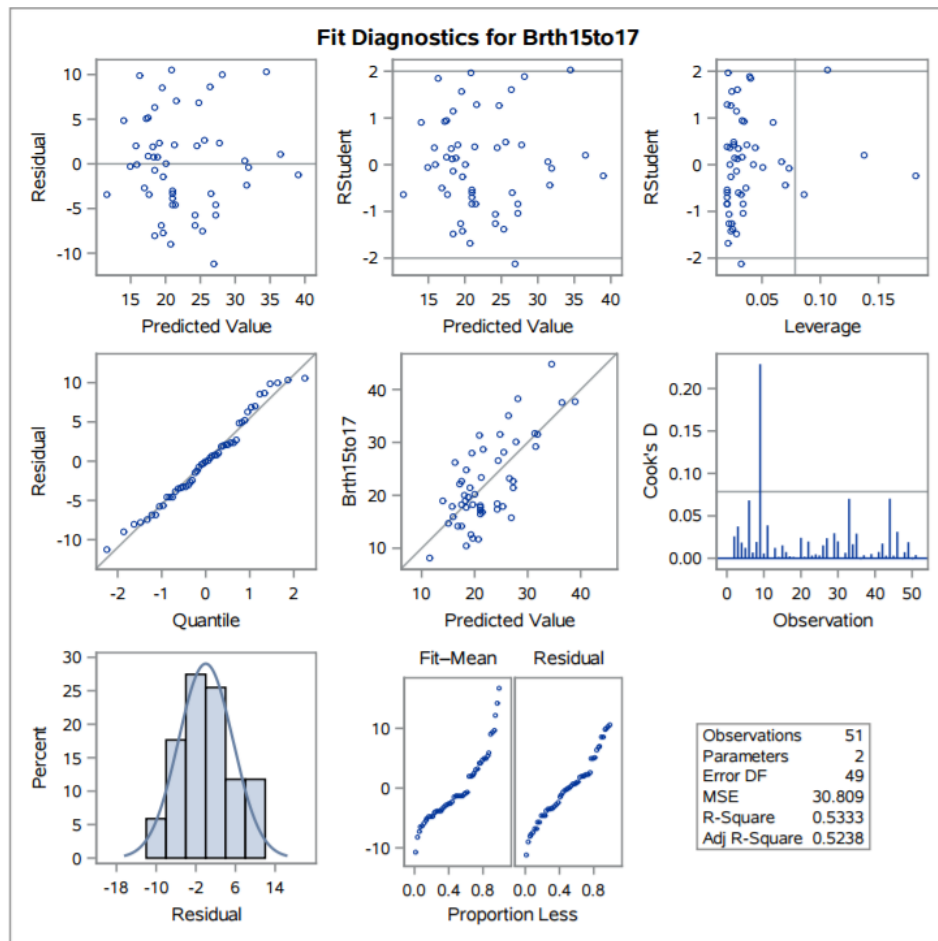 Fit Diagnostics for Brth15to17
10
5
0
-5
-10
Residual
15 20 25 30 35 40
Predicted Value
2
1
0
-1
-2
RStudent
15 20 25 30 35 40
Predicted Value
2
1
0
-1
-2
RStudent
0.05 0.10 0.15
Leverage
10
5
0
-5
-10
Residual
-2 -1 0 1 2
Quantile
40
30
20
10
Brth15to17
10 20 30 40
Predicted Value
0.20
0.15
0.10
0.05
0.00
Cook's D
0 10 20 30 40 50
Observation
30
25
20
15
10
5
0
Percent
-18 -10 -2 6 14
Residual
Fit–Mean Residual
10
0
-10
0.0 0.4 0.8 0.0 0.4 0.8
Proportion Less
Observations 51
Parameters 2
Error DF 49
MSE 30.809
R-Square 0.5333
Adj R-Square 0.5238